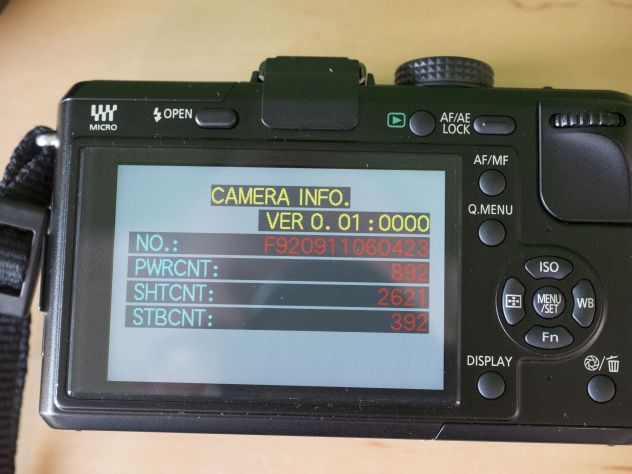 MICRO
OPEN
AF/AE
LOCK
AF/MF
Q.MENU
CAMERA INFO.
VER 0.01:0000
NO.: F920911060423
PWRCNT: 892
SHTCNT: 2621
STBCNT: 392
ISO
MENU
/SET
WB
Fn
DISPLAY